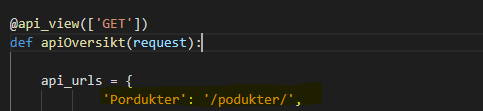 @api_view(['GET'])
def apiOversikt(request):
api_urls = {
'Pordukter': '/podukter/',